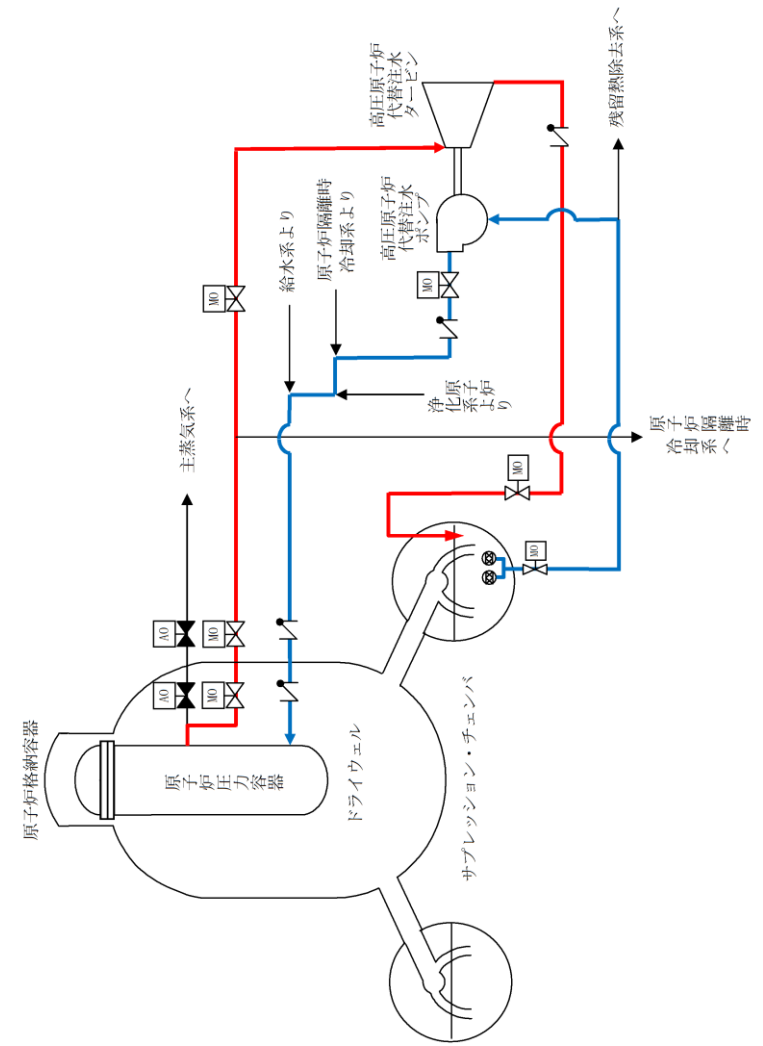 原子炉格納容器
AO
AO
主蒸気系へ
MO
MO
MO
原子炉圧力容器
給水系より
原子炉隔離時
冷却系より
ドライウェル
高圧原子炉
代替注水
タービン
高圧原子炉
代替注水
ポンプ
MO
原子炉
浄化系より
サプレッション・チェンバ
MO
MO
残留熱除去系へ
原子炉隔離時
冷却系へ